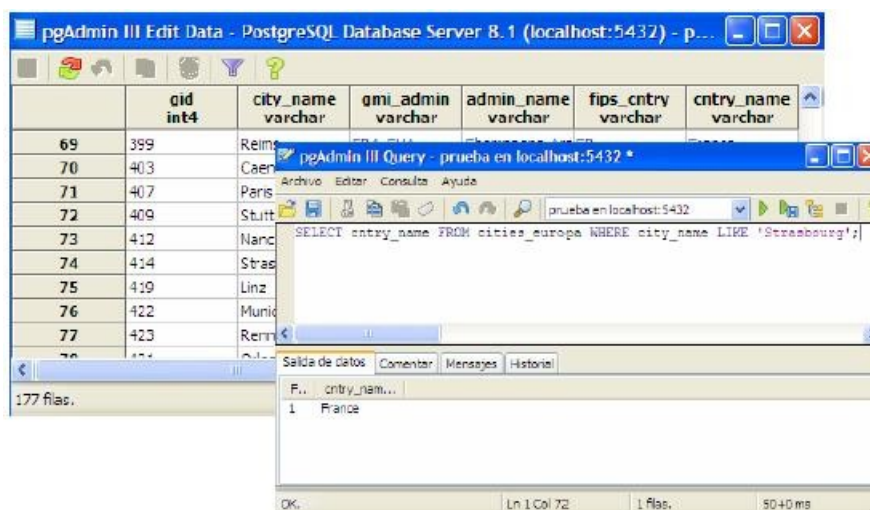 pgAdmin III Edit Data - PostgreSQL Database Server 8.1 (localhost:5432) - p...
gid int4
city_name varchar
gmi_admin varchar
admin_name varchar
fips_cntry varchar
cntry_name varchar
69 399 Reims
70 403 Caen
71 407 Paris
72 409 Stutt
73 412 Nanc
74 414 Stras
75 419 Linz
76 422 Munic
77 423 Renn
78
177 filas.
pgAdmin III Query - prueba en localhost:5432 *
Archivo Editar Consulta Ayuda
prueba en localhost:5432
SELECT cntry_name FROM cities_europa WHERE city_name LIKE 'Strasbourg';
Salida de datos Comentar Mensajes Historial
F.. cntry_nam...
1 France
OK. Ln 1 Col 72 1 filas. 50+0 ms